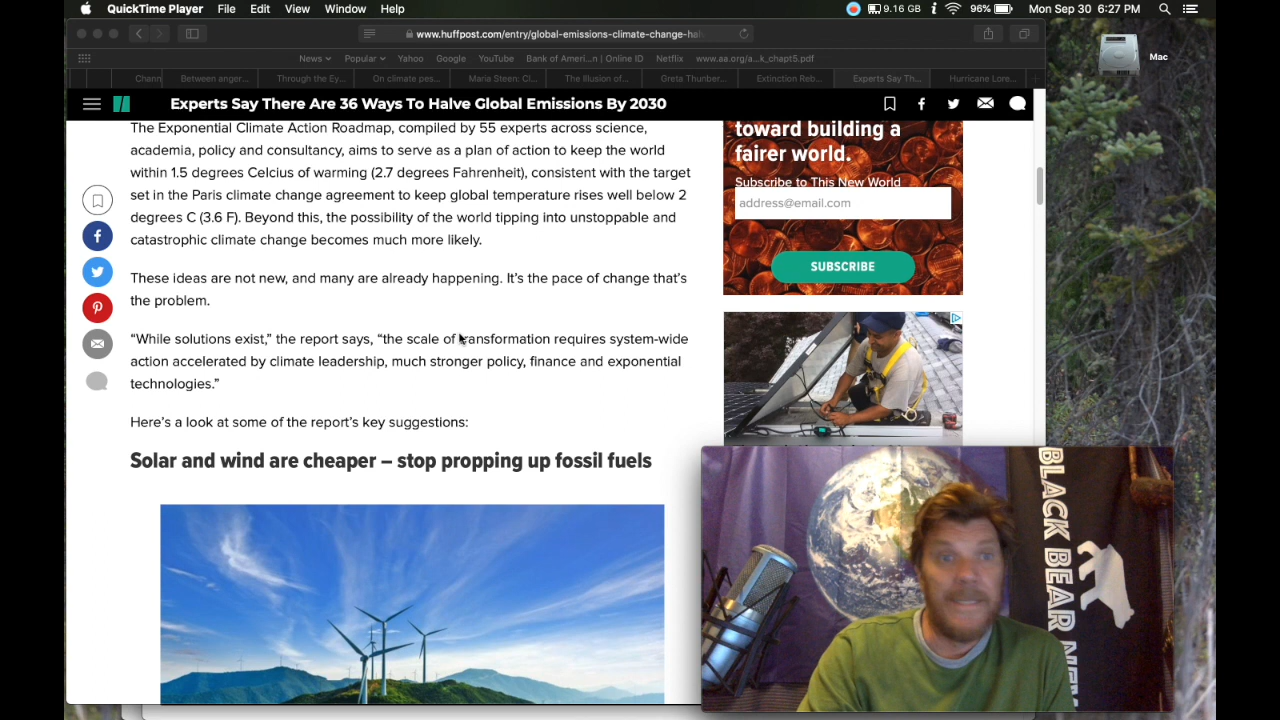 QuickTime Player File Edit View Window Help 9.16 GB 96% Mon Sep 30 6:27 PM
www.huffpost.com/entry/global-emissions-climate-change-hal
News Popular Yahoo Google YouTube Bank of Ameri...n | Online ID Netflix www.aa.org/a...k_chapt5.pdf
Chann Between anger... Through the Ey... On climate pes... Maria Steen: Cl... The Illusion of... Greta Thunber... Extinction Reb... Experts Say Th... Hurricane Lore...
Experts Say There Are 36 Ways To Halve Global Emissions By 2030
The Exponential Climate Action Roadmap, compiled by 55 experts across science,
academia, policy and consultancy, aims to serve as a plan of action to keep the world
within 1.5 degrees Celcius of warming (2.7 degrees Fahrenheit), consistent with the target
set in the Paris climate change agreement to keep global temperature rises well below 2
degrees C (3.6 F). Beyond this, the possibility of the world tipping into unstoppable and
catastrophic climate change becomes much more likely.
These ideas are not new, and many are already happening. It’s the pace of change that’s
the problem.
“While solutions exist,” the report says, “the scale of transformation requires system-wide
action accelerated by climate leadership, much stronger policy, finance and exponential
technologies.”
Here’s a look at some of the report’s key suggestions:
Solar and wind are cheaper – stop propping up fossil fuels
toward building a
fairer world.
Subscribe to This New World
address@email.com
SUBSCRIBE
Mac
BLACK BEAR